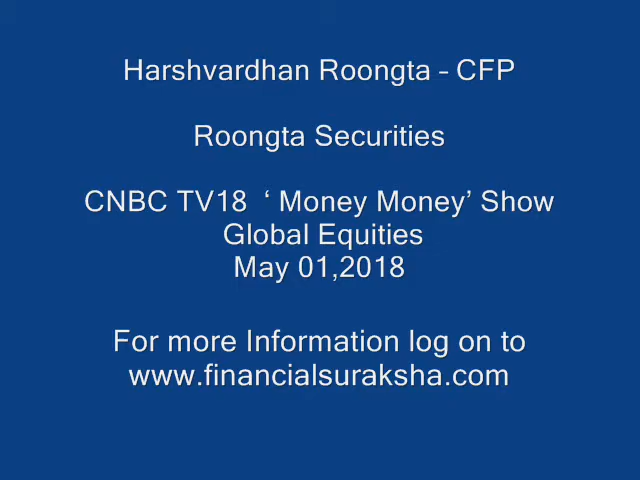 Harshvardhan Roongta – CFP
Roongta Securities
CNBC TV18 ‘ Money Money’ Show
Global Equities
May 01,2018
For more Information log on to
www.financialsuraksha.com